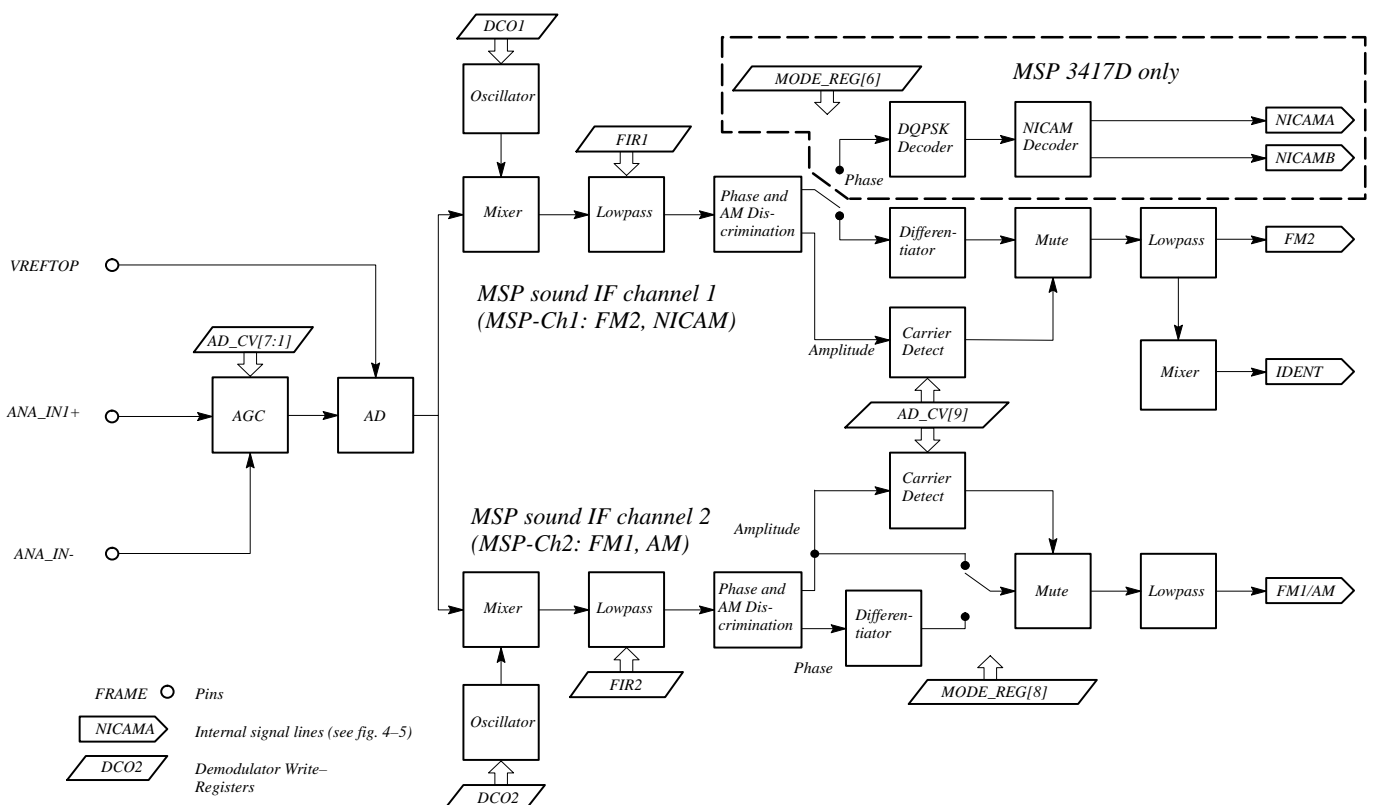 DCO1
Oscillator
MODE_REG[6]
MSP 3417D only
DQPSK
Decoder
NICAM
Decoder
NICAMA
NICAMB
FIR1
Phase
Mixer
Lowpass
Phase and
AM Dis-
crimination
Differen-
tiator
Mute
Lowpass
FM2
VREFTOP
MSP sound IF channel 1
(MSP-Ch1: FM2, NICAM)
Amplitude
Carrier
Detect
Mixer
IDENT
AD_CV[7:1]
ANA_IN1+
AGC
AD
AD_CV[9]
Carrier
Detect
MSP sound IF channel 2
(MSP-Ch2: FM1, AM)
Amplitude
ANA_IN-
Mixer
Lowpass
Phase and
AM Dis-
crimination
Differen-
tiator
Mute
Lowpass
FM1/AM
Phase
FIR2
MODE_REG[8]
Oscillator
DCO2
FRAME Pins
NICAMA Internal signal lines (see fig. 4–5)
DCO2 Demodulator Write–
Registers